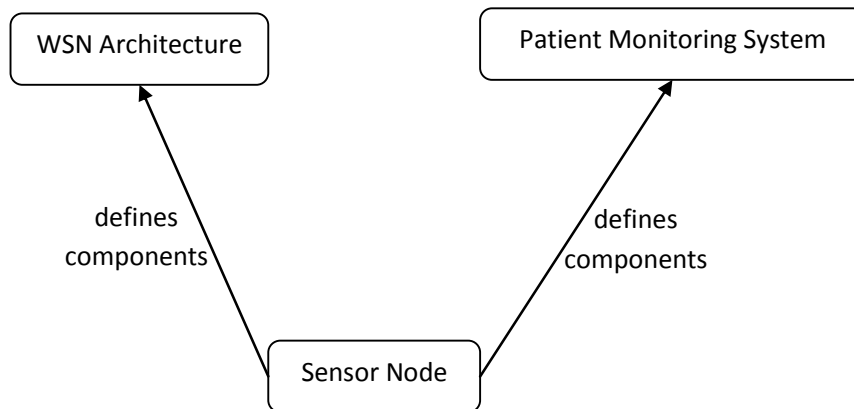 WSN Architecture
Patient Monitoring System
defines
components
defines
components
Sensor Node